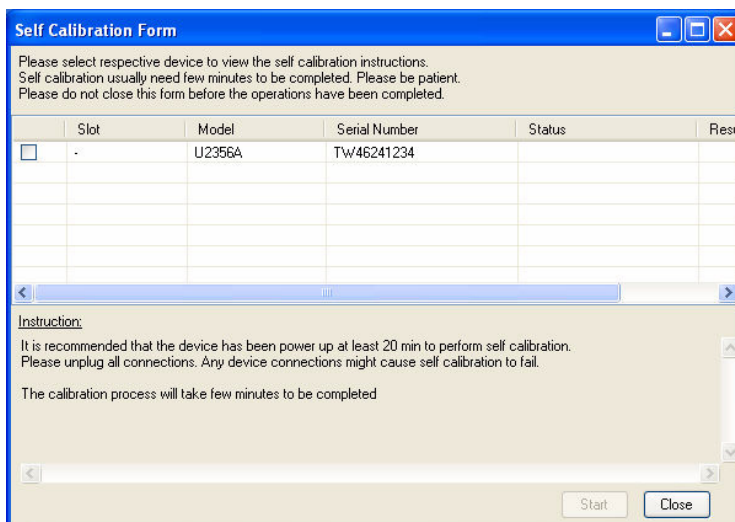 Self Calibration Form
Please select respective device to view the self calibration instructions.
Self calibration usually need few minutes to be completed. Please be patient.
Please do not close this form before the operations have been completed.
Slot Model Serial Number Status Resu
- U2356A TW46241234
Instruction:
It is recommended that the device has been power up at least 20 min to perform self calibration.
Please unplug all connections. Any device connections might cause self calibration to fail.
The calibration process will take few minutes to be completed
Start Close